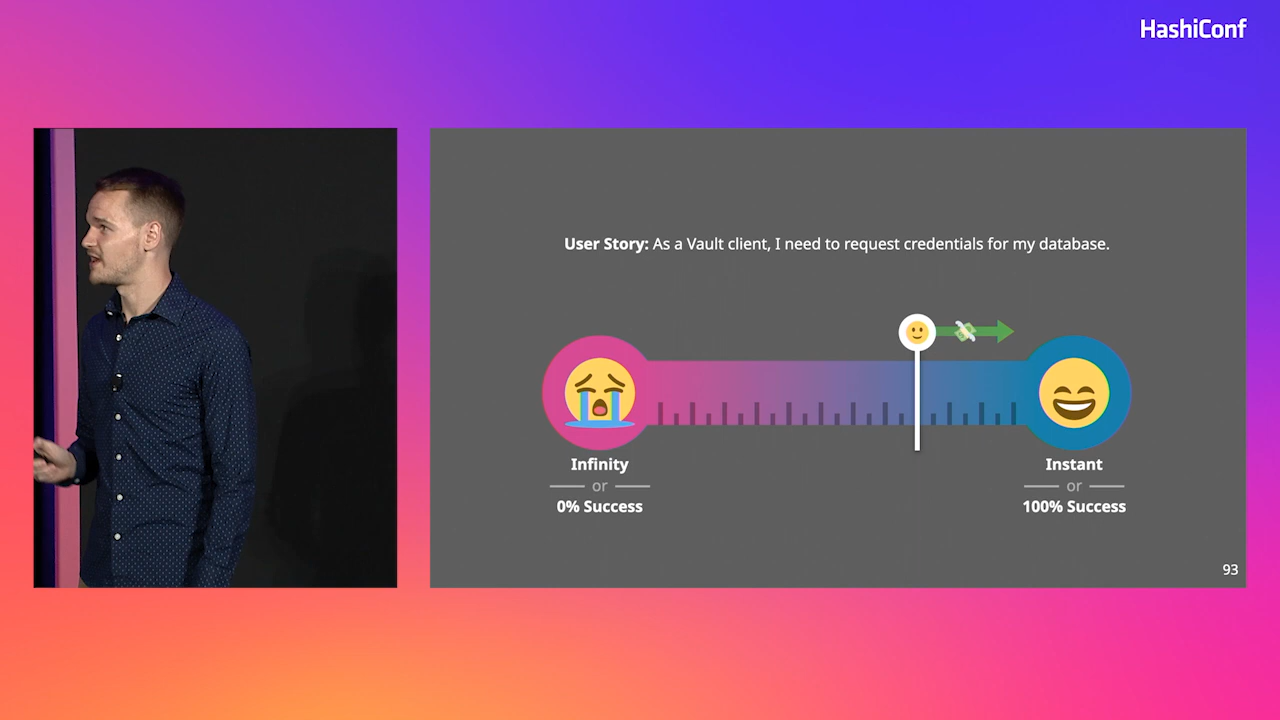 HashiConf
User Story: As a Vault client, I need to request credentials for my database.
Infinity
or
0% Success
Instant
or
100% Success
93